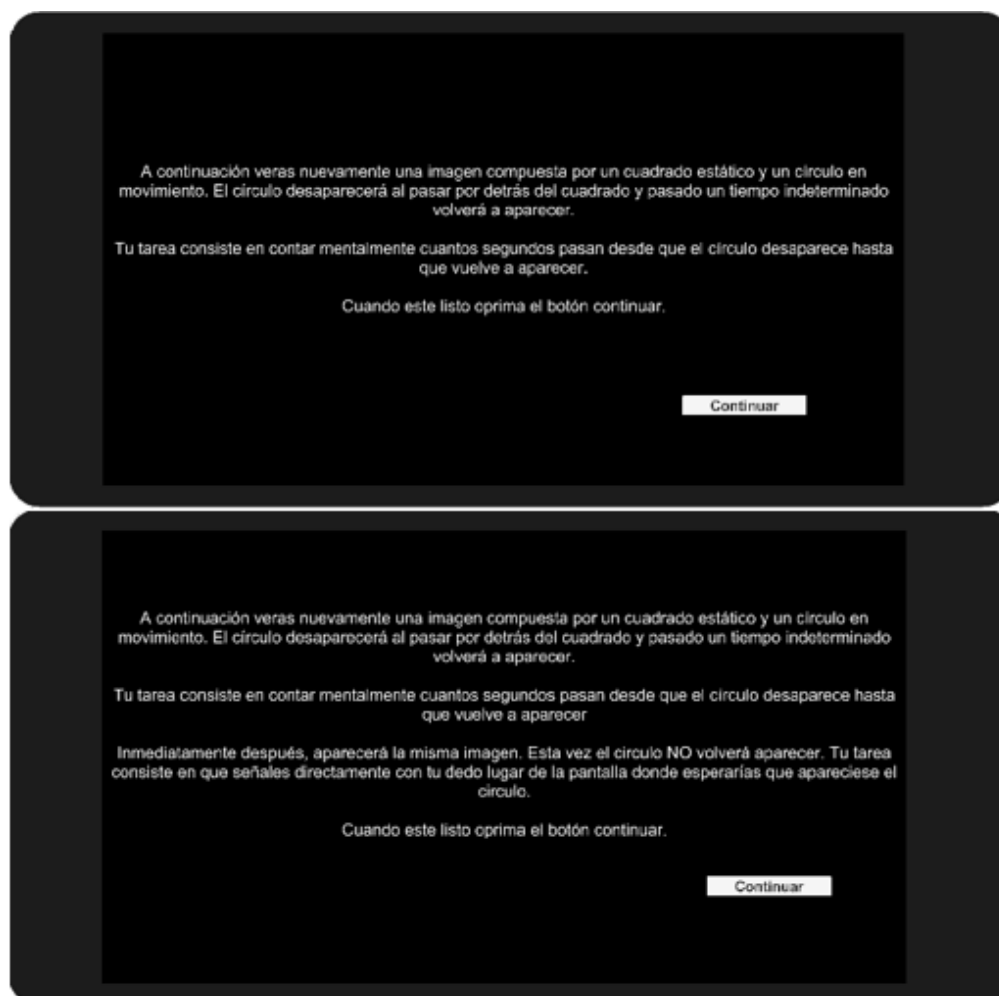 A continuación veras nuevamente una imagen compuesta por un cuadrado estático y un círculo en
movimiento. El círculo desaparecerá al pasar por detrás del cuadrado y pasado un tiempo indeterminado
volverá a aparecer.
Tu tarea consiste en contar mentalmente cuantos segundos pasan desde que el círculo desaparece hasta
que vuelve a aparecer.
Cuando este listo oprima el botón continuar.
Continuar
A continuación veras nuevamente una imagen compuesta por un cuadrado estático y un círculo en
movimiento. El círculo desaparecerá al pasar por detrás del cuadrado y pasado un tiempo indeterminado
volverá a aparecer.
Tu tarea consiste en contar mentalmente cuantos segundos pasan desde que el círculo desaparece hasta
que vuelve a aparecer
Inmediatamente después, aparecerá la misma imagen. Esta vez el circulo NO volverá aparecer. Tu tarea
consiste en que señales directamente con tu dedo lugar de la pantalla donde esperarías que apareciese el
circulo.
Cuando este listo oprima el botón continuar.
Continuar